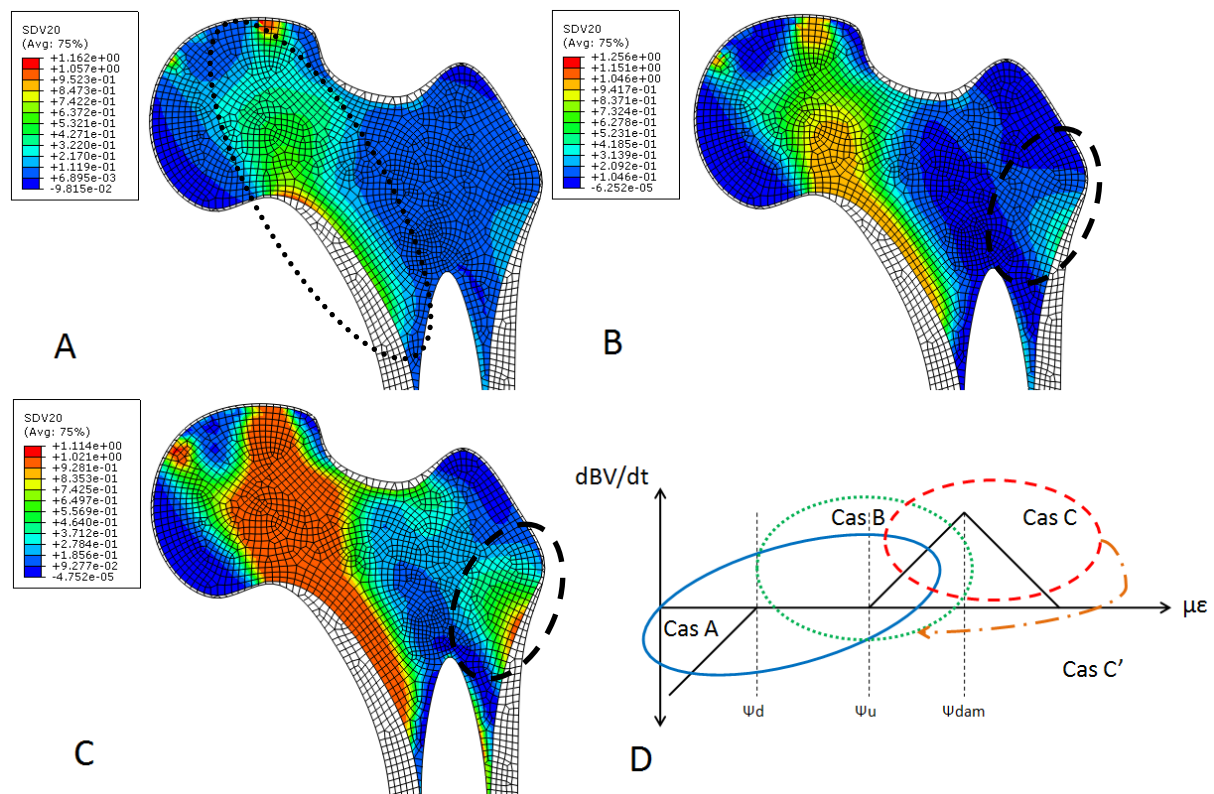 SDV20
(Avg: 75%)
+1.162e+00
+1.057e+00
+9.523e-01
+8.473e-01
+7.422e-01
+6.372e-01
+5.321e-01
+4.271e-01
+3.220e-01
+2.170e-01
+1.119e-01
+6.895e-03
-9.815e-02
A
SDV20
(Avg: 75%)
+1.256e+00
+1.151e+00
+1.046e+00
+9.417e-01
+8.371e-01
+7.324e-01
+6.278e-01
+5.231e-01
+4.185e-01
+3.139e-01
+2.092e-01
+1.046e-01
-6.252e-05
B
SDV20
(Avg: 75%)
+1.114e+00
+1.021e+00
+9.281e-01
+8.353e-01
+7.425e-01
+6.497e-01
+5.569e-01
+4.640e-01
+3.712e-01
+2.784e-01
+1.856e-01
+9.277e-02
-4.752e-05
C
dBV/dt
Cas B
Cas C
με
Cas A
Cas C’
Ψd
Ψu
Ψdam
D